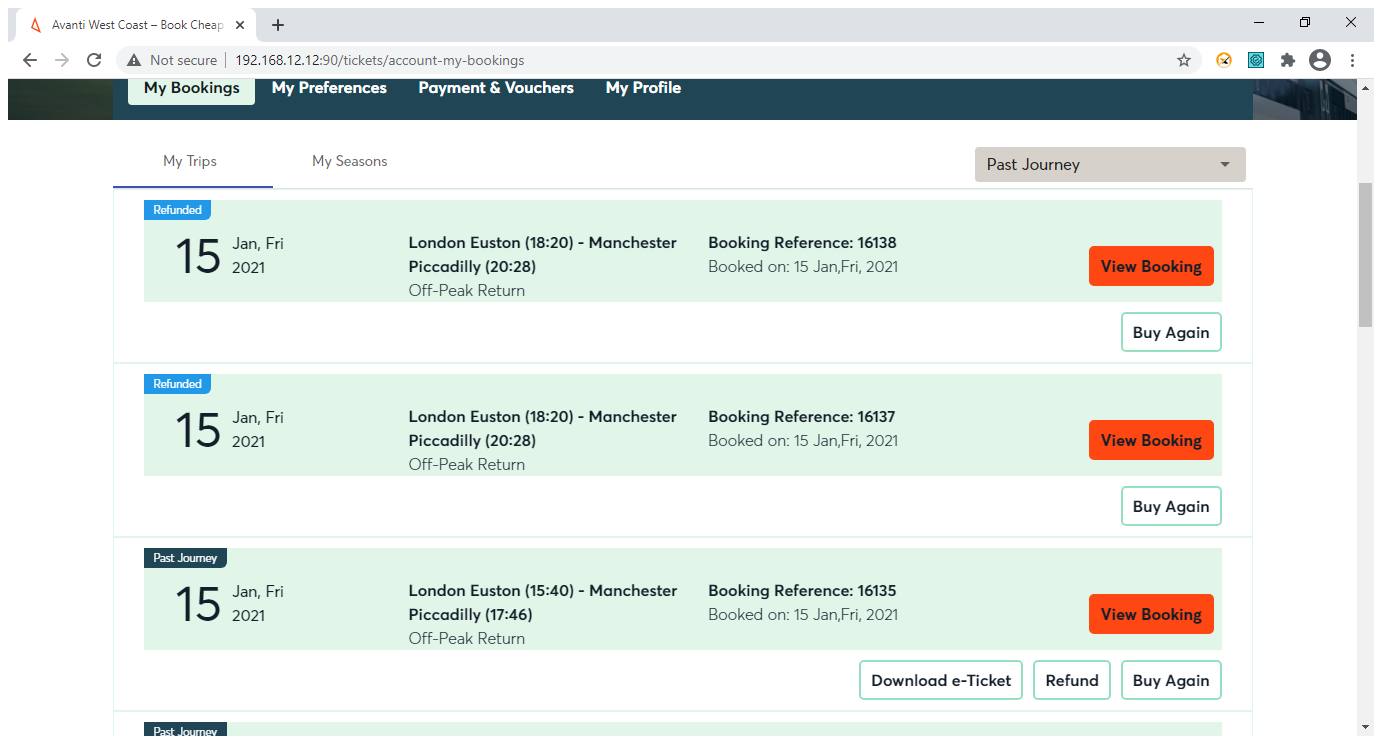 Avanti West Coast – Book Cheap
Not secure
192.168.12.12:90/tickets/account-my-bookings
My Bookings My Preferences Payment & Vouchers My Profile
My Trips My Seasons Past Journey
Refunded
15 Jan, Fri
2021
London Euston (18:20) - Manchester
Piccadilly (20:28)
Off-Peak Return
Booking Reference: 16138
Booked on: 15 Jan,Fri, 2021
View Booking
Buy Again
Refunded
15 Jan, Fri
2021
London Euston (18:20) - Manchester
Piccadilly (20:28)
Off-Peak Return
Booking Reference: 16137
Booked on: 15 Jan,Fri, 2021
View Booking
Buy Again
Past Journey
15 Jan, Fri
2021
London Euston (15:40) - Manchester
Piccadilly (17:46)
Off-Peak Return
Booking Reference: 16135
Booked on: 15 Jan,Fri, 2021
View Booking
Download e-Ticket Refund Buy Again
Past Journey